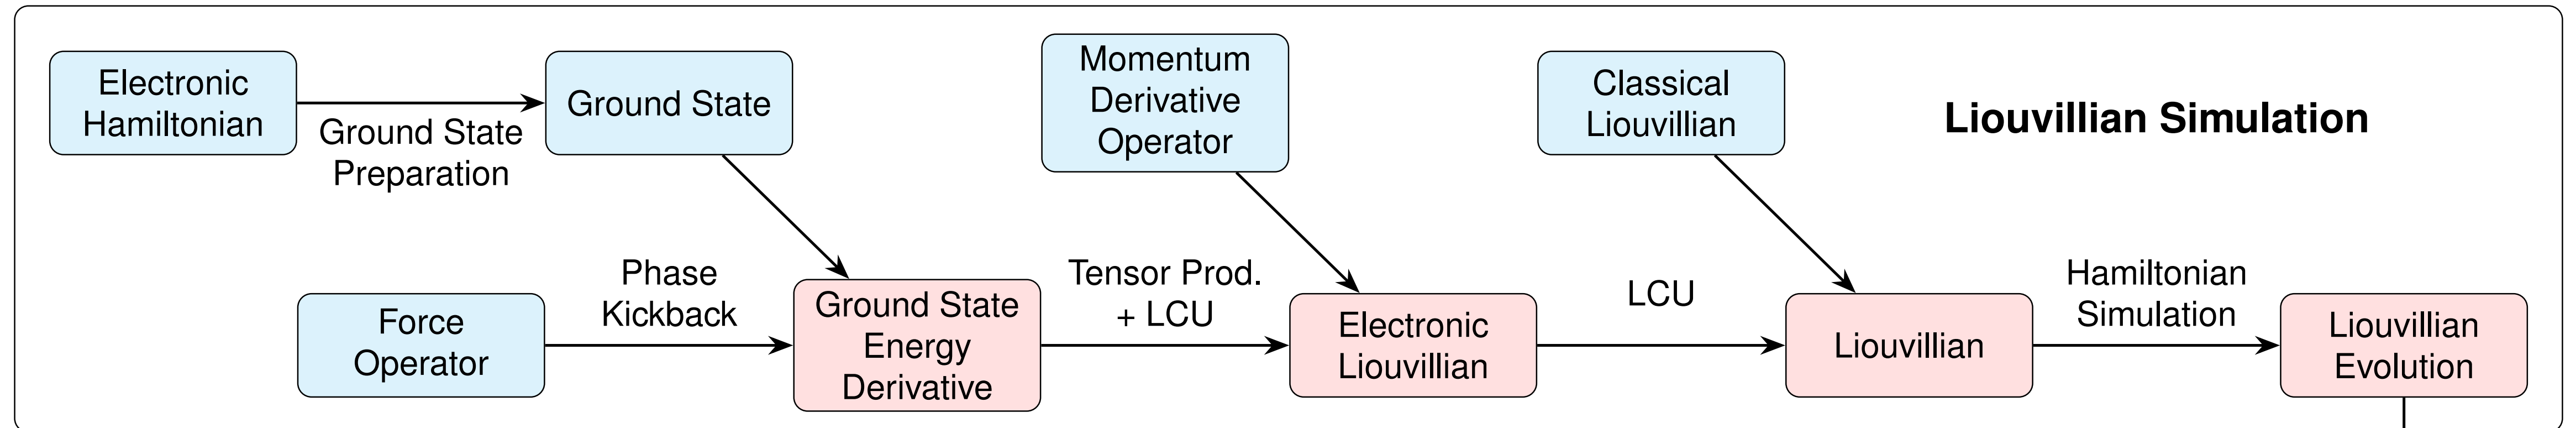 Electronic
Hamiltonian
Ground State
Preparation
Ground State
Momentum
Derivative
Operator
Classical
Liouvillian
Liouvillian Simulation
Force
Operator
Phase
Kickback
Ground State
Energy
Derivative
Tensor Prod.
+ LCU
Electronic
Liouvillian
LCU
Liouvillian
Hamiltonian
Simulation
Liouvillian
Evolution